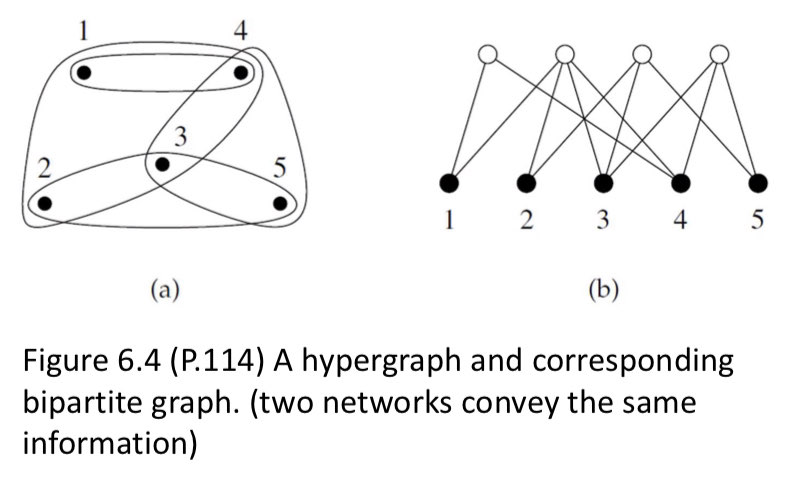 1 4
3
2 5
1 2 3 4 5
(a) (b)
Figure 6.4 (P.114) A hypergraph and corresponding
bipartite graph. (two networks convey the same
information)